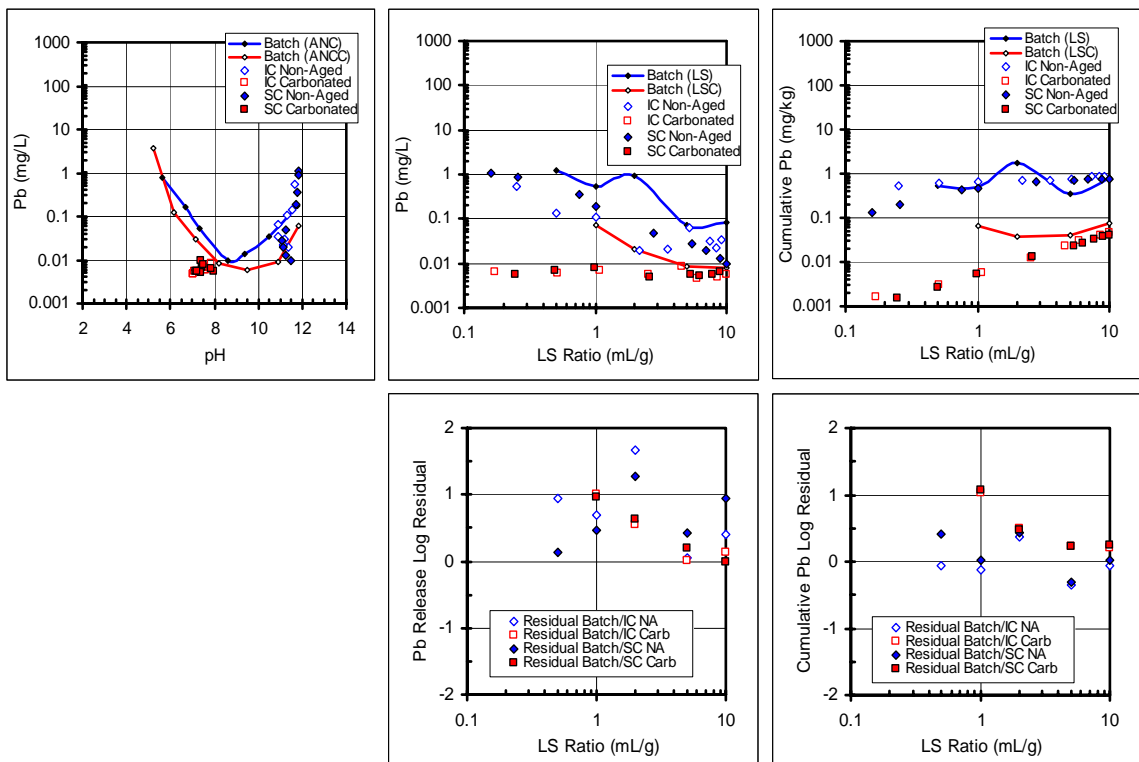 1000
100
10
1
0.1
0.01
0.001
Pb (mg/L)
2 4 6 8 10 12 14
pH
Batch (ANC)
Batch (ANCC)
IC Non-Aged
IC Carbonated
SC Non-Aged
SC Carbonated
1000
100
10
1
0.1
0.01
0.001
Pb (mg/L)
0.1 1 10
LS Ratio (mL/g)
Batch (LS)
Batch (LSC)
IC Non-Aged
IC Carbonated
SC Non-Aged
SC Carbonated
1000
100
10
1
0.1
0.01
0.001
Cumulative Pb (mg/kg)
0.1 1 10
LS Ratio (mL/g)
Batch (LS)
Batch (LSC)
IC Non-Aged
IC Carbonated
SC Non-Aged
SC Carbonated
2
1
0
-1
-2
Pb Release Log Residual
0.1 1 10
LS Ratio (mL/g)
Residual Batch/IC NA
Residual Batch/IC Carb
Residual Batch/SC NA
Residual Batch/SC Carb
2
1
0
-1
-2
Cumulative Pb Log Residual
0.1 1 10
LS Ratio (mL/g)
Residual Batch/IC NA
Residual Batch/IC Carb
Residual Batch/SC NA
Residual Batch/SC Carb